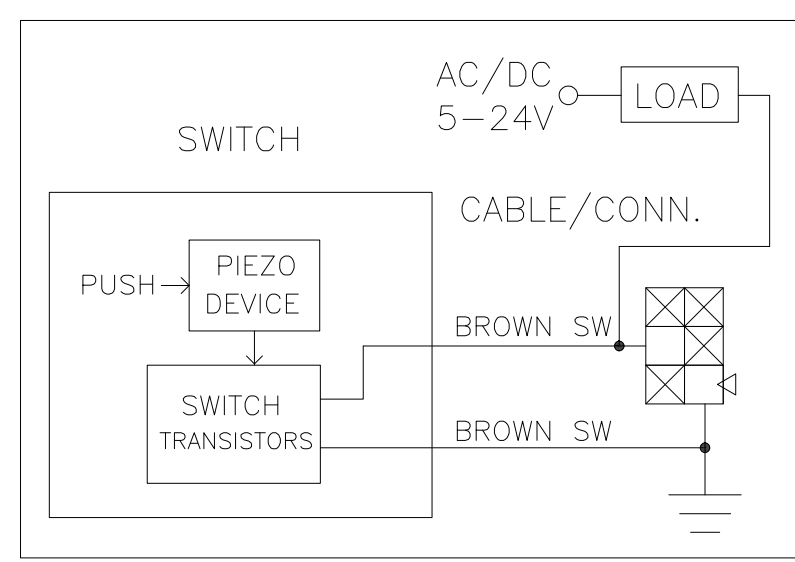 AC/DC
5-24V
LOAD
SWITCH
CABLE/CONN.
PUSH
PIEZO
DEVICE
BROWN SW
SWITCH
TRANSISTORS
BROWN SW